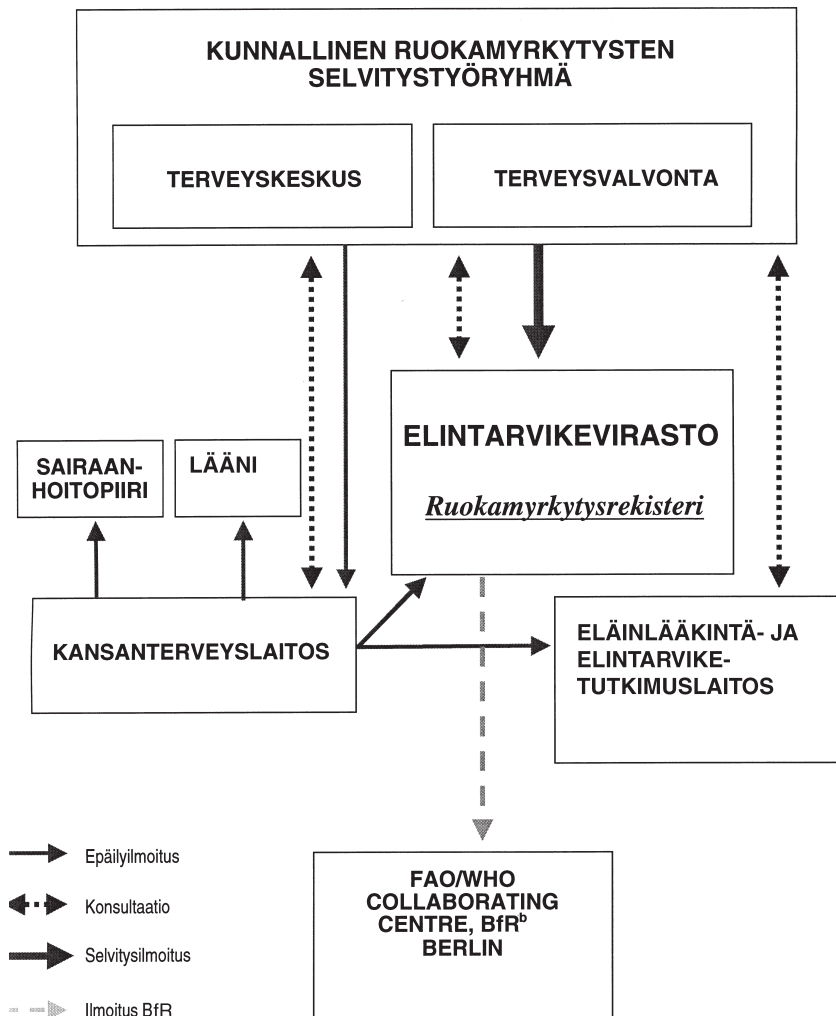 KUNNALLINEN RUOKAMYRKYTYSTEN
SELVITYSTYÖRYHMÄ
TERVEYSKESKUS
TERVEYSVALVONTA
ELINTARVIKEVIRASTO
Ruokamyrkytysrekisteri
SAIRAAN-
HOITOPIIRI
LÄÄNI
KANSANTERVEYSLAITOS
ELÄINLÄÄKINTÄ- JA
ELINTARVIKE-
TUTKIMUSLAITOS
FAO/WHO
COLLABORATING
CENTRE, BfRᵇ
BERLIN
Epäilyilmoitus
Konsultaatio
Selvitysilmoitus
Ilmoitus BfR